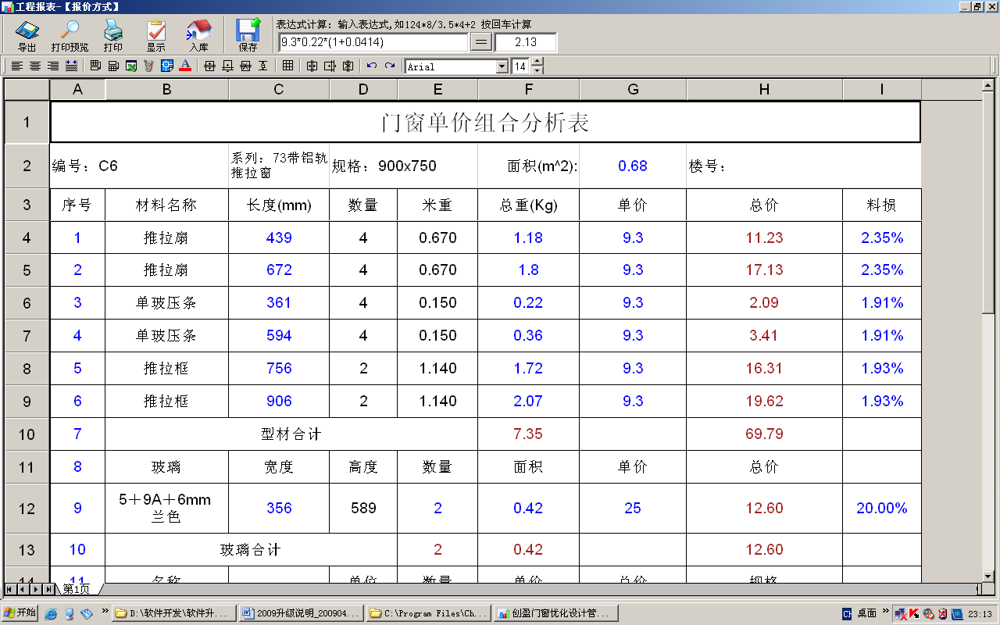 工程报表-【报价方式】
导出 打印预览 打印 显示 入库 保存
表达式计算: 输入表达式,如124*8/3.5*4+2 按回车计算
9.3*0.22*(1+0.0414) = 2.13
Arial 14
A B C D E F G H I
1 门窗单价组合分析表
2 编号: C6 系列: 73带铝轨推拉窗 规格: 900x750 面积(m^2): 0.68 楼号:
3 序号 材料名称 长度(mm) 数量 米重 总重(Kg) 单价 总价 料损
4 1 推拉扇 439 4 0.670 1.18 9.3 11.23 2.35%
5 2 推拉扇 672 4 0.670 1.8 9.3 17.13 2.35%
6 3 单玻压条 361 4 0.150 0.22 9.3 2.09 1.91%
7 4 单玻压条 594 4 0.150 0.36 9.3 3.41 1.91%
8 5 推拉框 756 2 1.140 1.72 9.3 16.31 1.93%
9 6 推拉框 906 2 1.140 2.07 9.3 19.62 1.93%
10 7 型材合计 7.35 69.79
11 8 玻璃 宽度 高度 数量 面积 单价 总价
12 9 5+9A+6mm 兰色 356 589 2 0.42 25 12.60 20.00%
13 10 玻璃合计 2 0.42 12.60
14 11 名称 单位 数量 单价 总价 规格
第1页
开始 D:\软件开发\软件升... 2009升级说明_200904... C:\Program Files\Ch... 创盈门窗优化设计管... CH 桌面 23:13